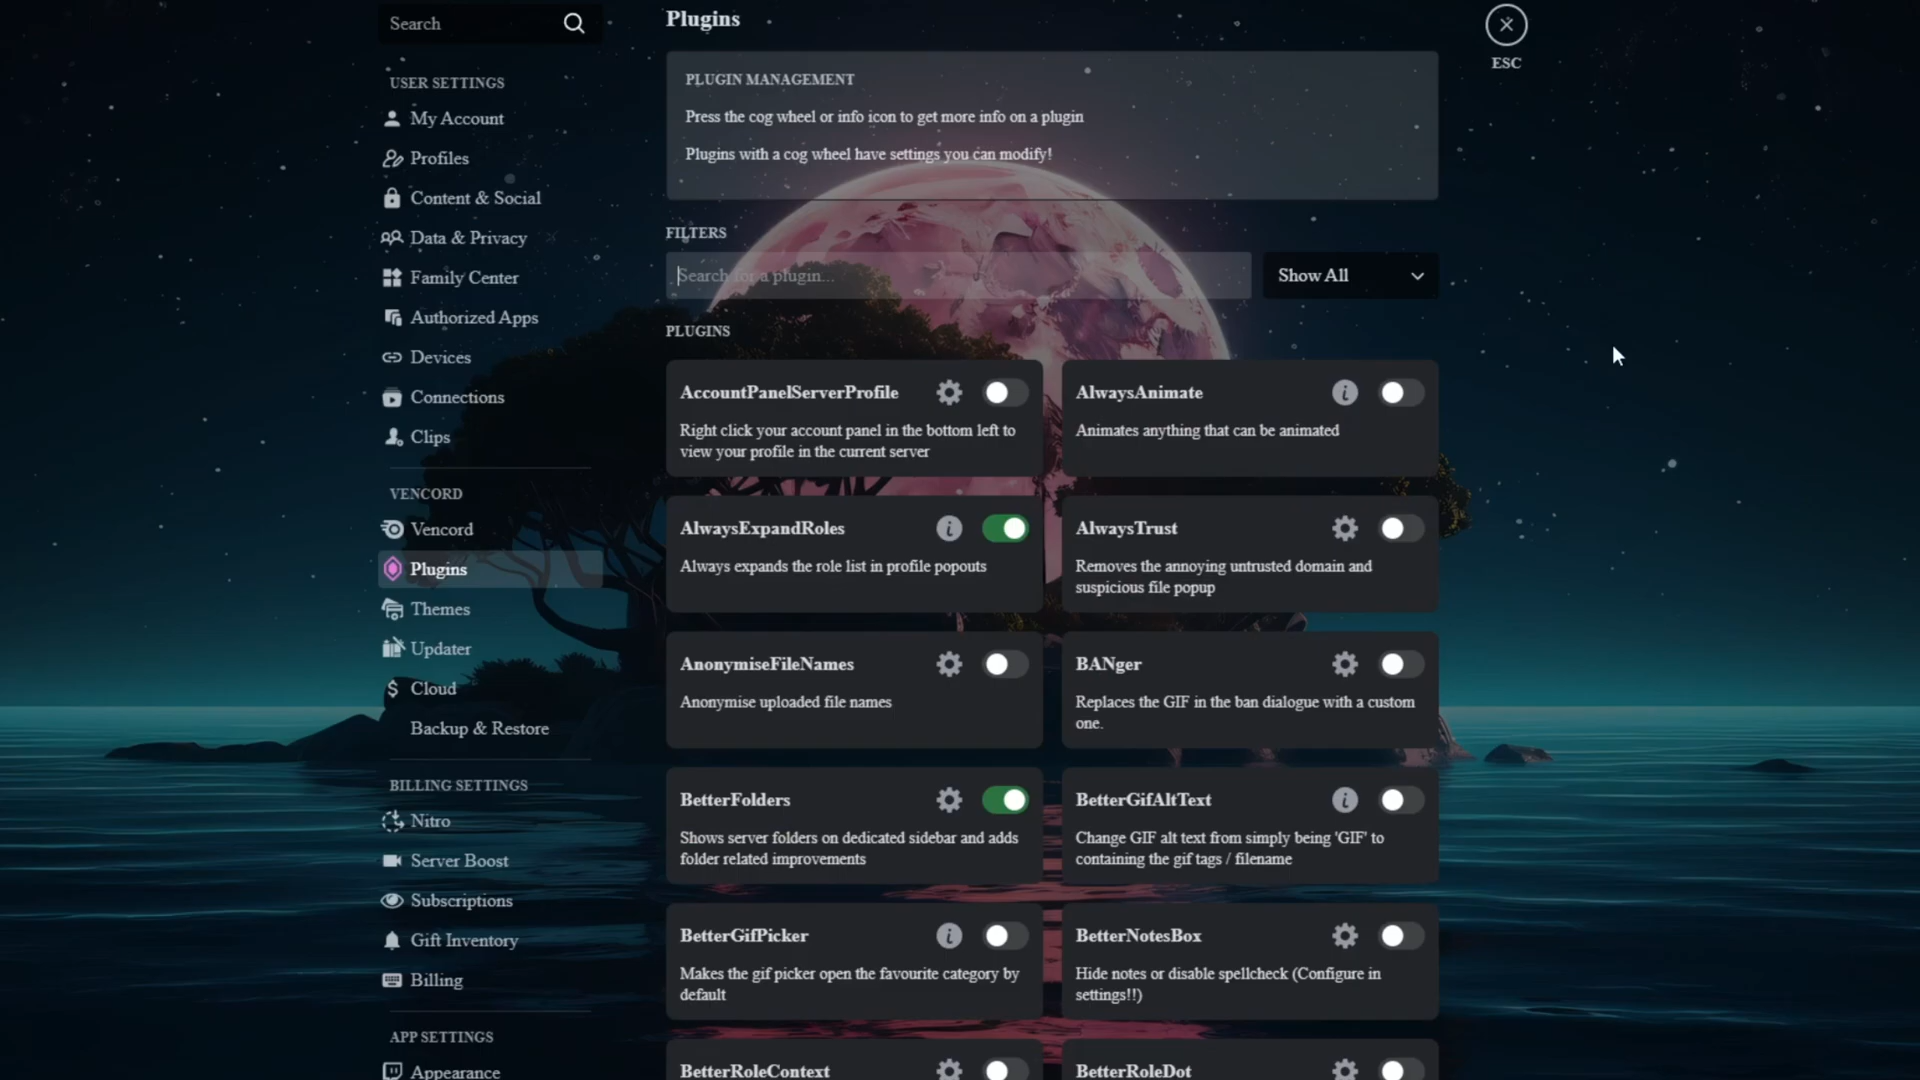 Search
USER SETTINGS
My Account
Profiles
Content & Social
Data & Privacy
Family Center
Authorized Apps
Devices
Connections
Clips
VENCORD
Vencord
Plugins
Themes
Updater
Cloud
Backup & Restore
BILLING SETTINGS
Nitro
Server Boost
Subscriptions
Gift Inventory
Billing
APP SETTINGS
Appearance
Plugins
PLUGIN MANAGEMENT
Press the cog wheel or info icon to get more info on a plugin
Plugins with a cog wheel have settings you can modify!
FILTERS
Search for a plugin...
Show All
PLUGINS
AccountPanelServerProfile
Right click your account panel in the bottom left to
view your profile in the current server
AlwaysAnimate
Animates anything that can be animated
AlwaysExpandRoles
Always expands the role list in profile popouts
AlwaysTrust
Removes the annoying untrusted domain and
suspicious file popup
AnonymiseFileNames
Anonymise uploaded file names
BANger
Replaces the GIF in the ban dialogue with a custom
one.
BetterFolders
Shows server folders on dedicated sidebar and adds
folder related improvements
BetterGifAltText
Change GIF alt text from simply being 'GIF' to
containing the gif tags / filename
BetterGifPicker
Makes the gif picker open the favourite category by
default
BetterNotesBox
Hide notes or disable spellcheck (Configure in
settings!!)
BetterRoleContext
BetterRoleDot
ESC